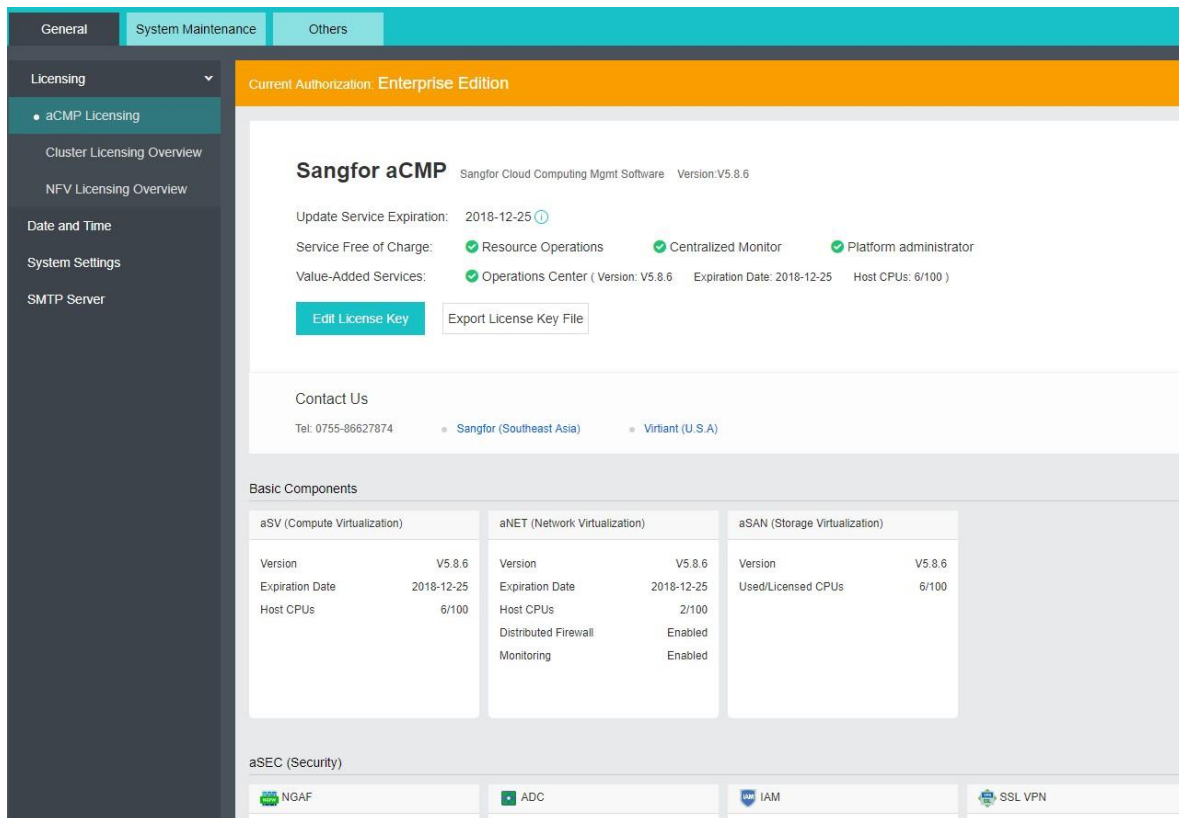 General System Maintenance Others
Licensing
aCMP Licensing
Cluster Licensing Overview
NFV Licensing Overview
Date and Time
System Settings
SMTP Server
Current Authorization: Enterprise Edition
Sangfor aCMP Sangfor Cloud Computing Mgmt Software Version:V5.8.6
Update Service Expiration: 2018-12-25
Service Free of Charge: Resource Operations Centralized Monitor Platform administrator
Value-Added Services: Operations Center ( Version: V5.8.6 Expiration Date: 2018-12-25 Host CPUs: 6/100 )
Edit License Key Export License Key File
Contact Us
Tel: 0755-86627874 Sangfor (Southeast Asia) Virtiant (U.S.A)
Basic Components
aSV (Compute Virtualization)
Version V5.8.6
Expiration Date 2018-12-25
Host CPUs 6/100
aNET (Network Virtualization)
Version V5.8.6
Expiration Date 2018-12-25
Host CPUs 2/100
Distributed Firewall Enabled
Monitoring Enabled
aSAN (Storage Virtualization)
Version V5.8.6
Used/Licensed CPUs 6/100
aSEC (Security)
NGAF ADC IAM SSL VPN